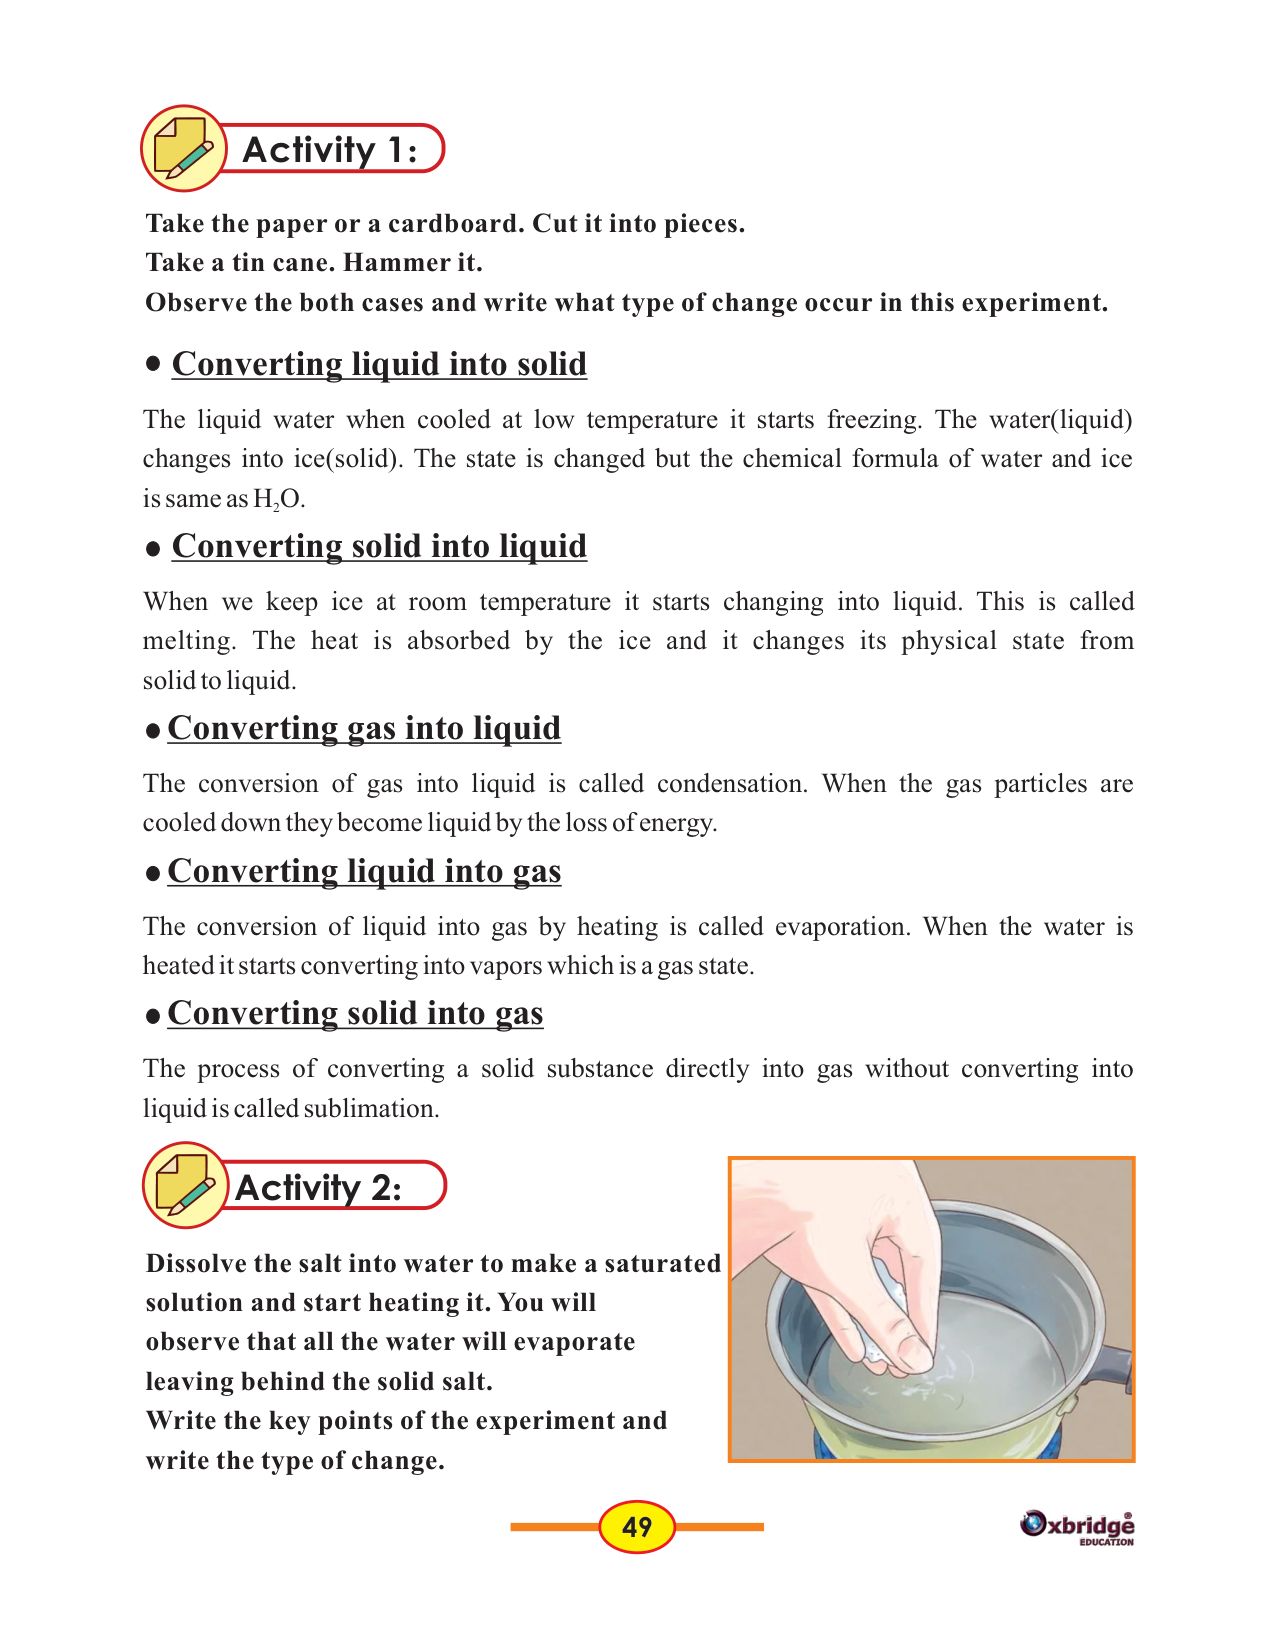 Activity 1:
Take the paper or a cardboard. Cut it into pieces.
Take a tin cane. Hammer it.
Observe the both cases and write what type of change occur in this experiment.
• Converting liquid into solid
The liquid water when cooled at low temperature it starts freezing. The water(liquid)
changes into ice(solid). The state is changed but the chemical formula of water and ice
is same as H₂O.
• Converting solid into liquid
When we keep ice at room temperature it starts changing into liquid. This is called
melting. The heat is absorbed by the ice and it changes its physical state from
solid to liquid.
• Converting gas into liquid
The conversion of gas into liquid is called condensation. When the gas particles are
cooled down they become liquid by the loss of energy.
• Converting liquid into gas
The conversion of liquid into gas by heating is called evaporation. When the water is
heated it starts converting into vapors which is a gas state.
• Converting solid into gas
The process of converting a solid substance directly into gas without converting into
liquid is called sublimation.
Activity 2:
Dissolve the salt into water to make a saturated
solution and start heating it. You will
observe that all the water will evaporate
leaving behind the solid salt.
Write the key points of the experiment and
write the type of change.
49
Oxbridge®
EDUCATION